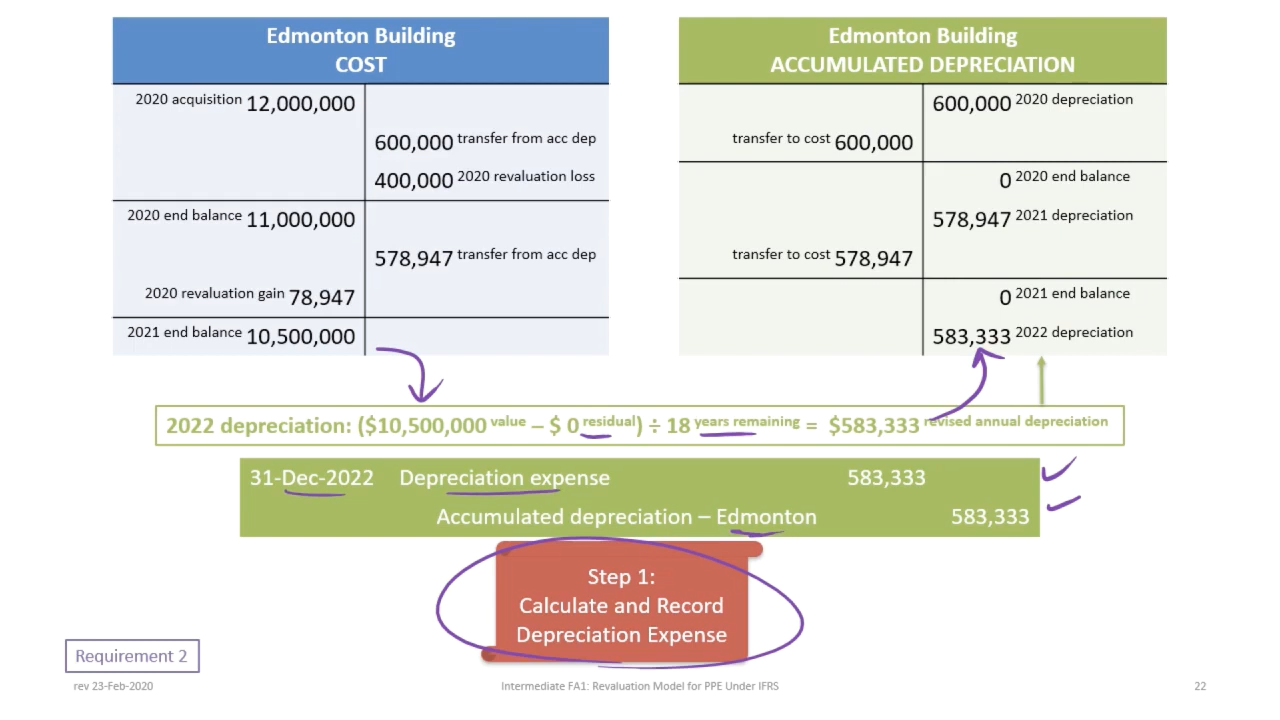 Edmonton Building
COST
2020 acquisition 12,000,000
600,000 transfer from acc dep
400,000 2020 revaluation loss
2020 end balance 11,000,000
578,947 transfer from acc dep
2020 revaluation gain 78,947
2021 end balance 10,500,000
Edmonton Building
ACCUMULATED DEPRECIATION
600,000 2020 depreciation
transfer to cost 600,000
0 2020 end balance
578,947 2021 depreciation
transfer to cost 578,947
0 2021 end balance
583,333 2022 depreciation
2022 depreciation: ($10,500,000 value – $ 0 residual) ÷ 18 years remaining = $583,333 revised annual depreciation
31-Dec-2022 Depreciation expense 583,333
Accumulated depreciation – Edmonton 583,333
Step 1:
Calculate and Record
Depreciation Expense
Requirement 2
rev 23-Feb-2020 Intermediate FA1: Revaluation Model for PPE Under IFRS 22